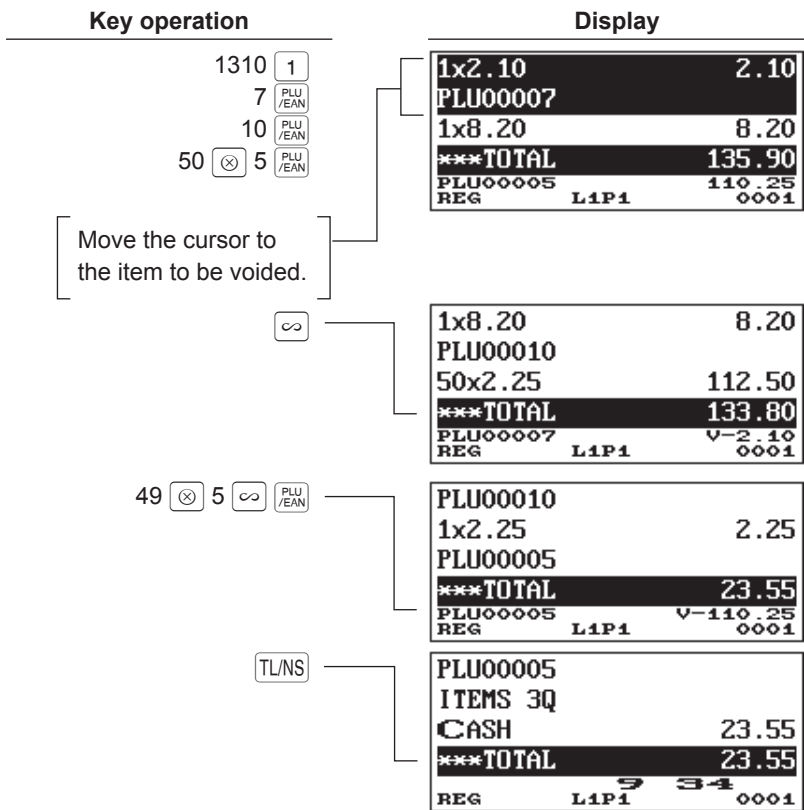 Key operation Display
1310 1
7 PLU /EAN
10 PLU /EAN
50 ⊗ 5 PLU /EAN
1x2.10 2.10
PLU00007
1x8.20 8.20
***TOTAL 135.90
PLU00005 110.25
REG L1P1 0001
Move the cursor to
the item to be voided.
∽
1x8.20 8.20
PLU00010
50x2.25 112.50
***TOTAL 133.80
PLU00007 V-2.10
REG L1P1 0001
49 ⊗ 5 ∽ PLU /EAN
PLU00010
1x2.25 2.25
PLU00005
***TOTAL 23.55
PLU00005 V-110.25
REG L1P1 0001
TL/NS
PLU00005
ITEMS 3Q
CASH 23.55
***TOTAL 23.55
9 34
REG L1P1 0001